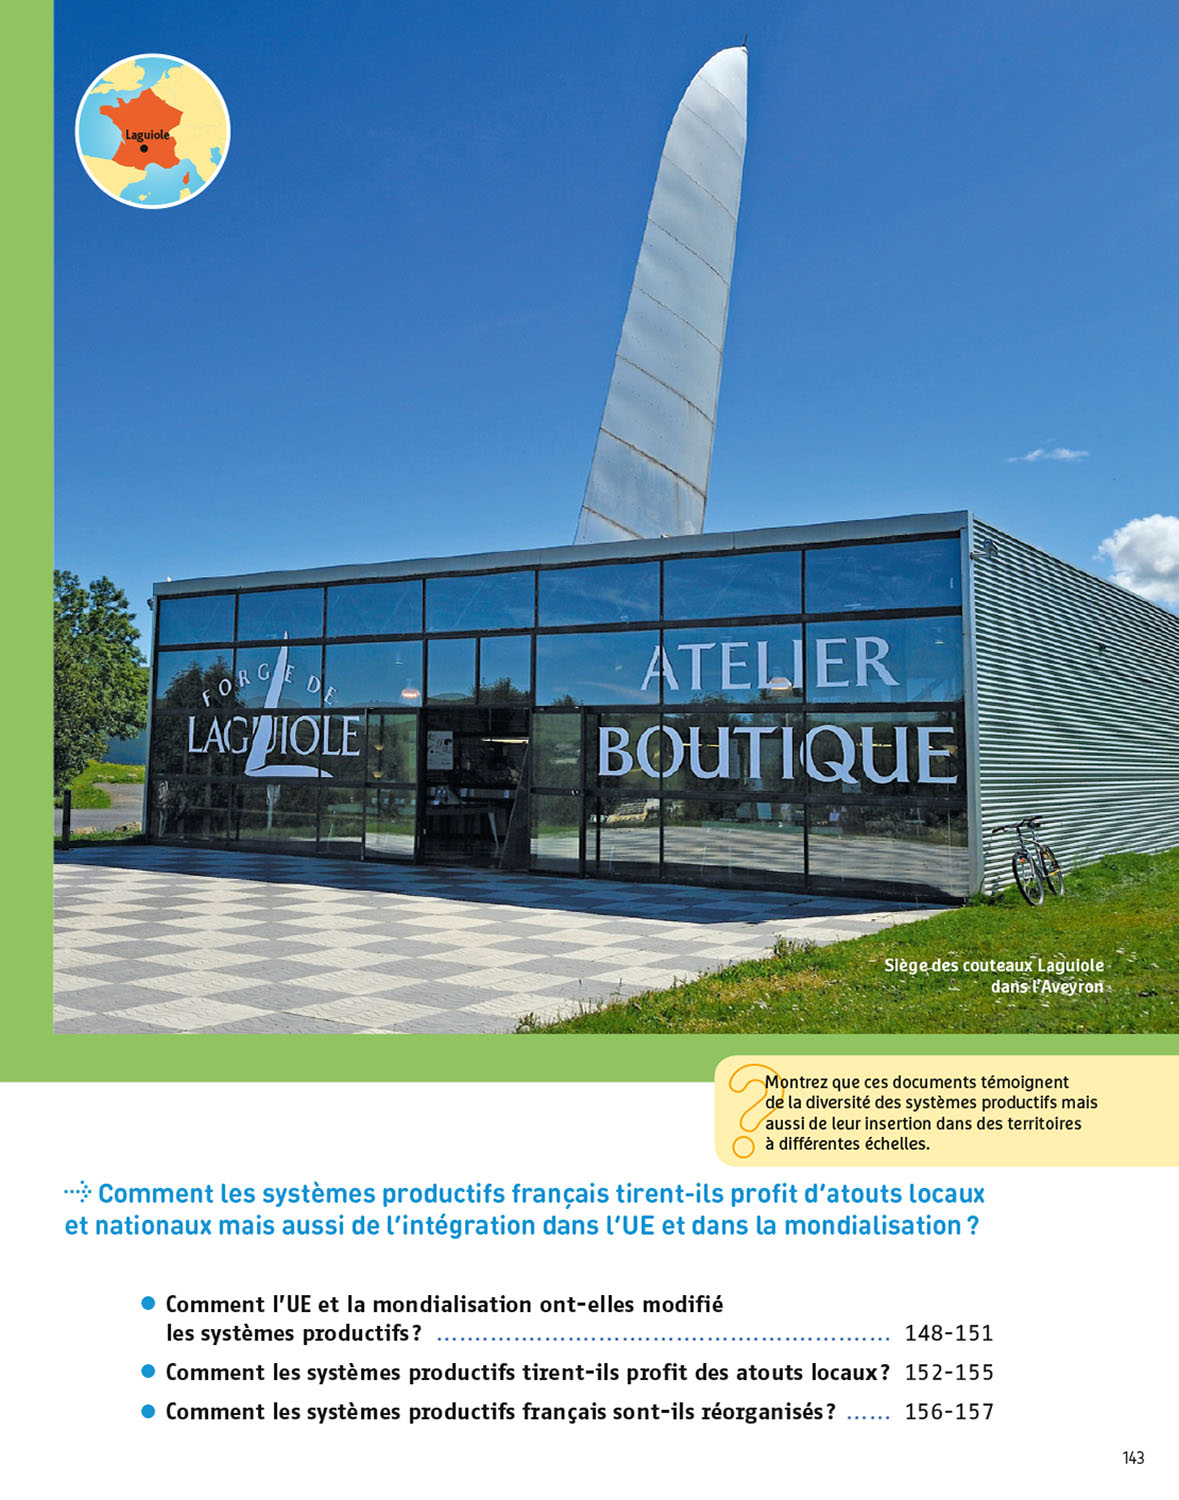 Laguiole
FORGE DE
LAGUIOLE
ATELIER
BOUTIQUE
Siège des couteaux Laguiole
dans l'Aveyron
Montrez que ces documents témoignent
de la diversité des systèmes productifs mais
aussi de leur insertion dans des territoires
à différentes échelles.
Comment les systèmes productifs français tirent-ils profit d'atouts locaux
et nationaux mais aussi de l'intégration dans l'UE et dans la mondialisation ?
● Comment l'UE et la mondialisation ont-elles modifié
les systèmes productifs ? ............................................................ 148-151
● Comment les systèmes productifs tirent-ils profit des atouts locaux ? 152-155
● Comment les systèmes productifs français sont-ils réorganisés ? ...... 156-157
143